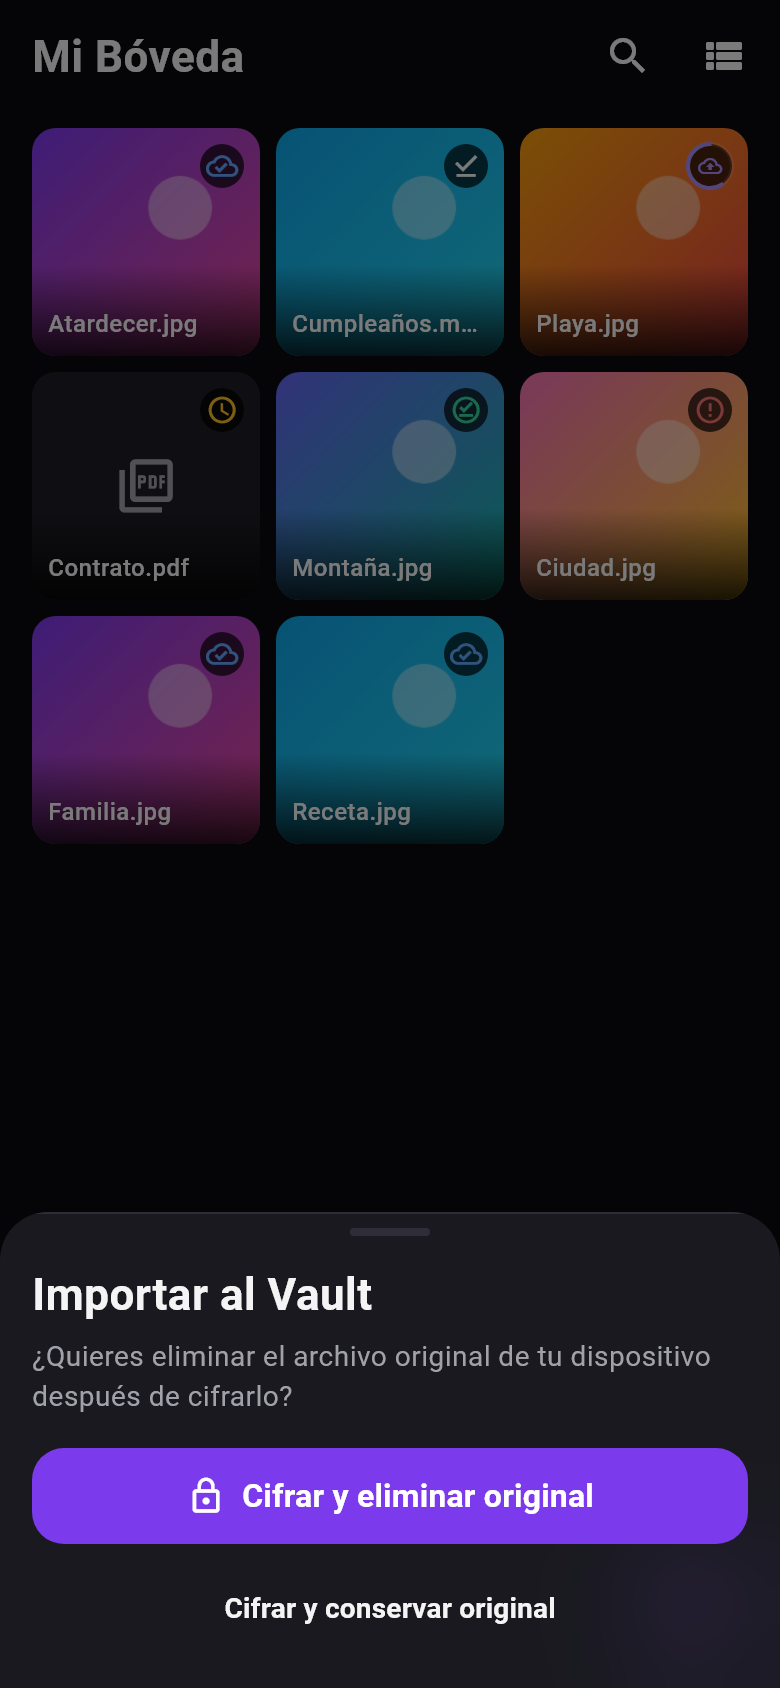 Mi Bóveda
Atardecer.jpg
Cumpleaños.m...
Playa.jpg
PDF
Contrato.pdf
Montaña.jpg
Ciudad.jpg
Familia.jpg
Receta.jpg
Importar al Vault
¿Quieres eliminar el archivo original de tu dispositivo
después de cifrarlo?
Cifrar y eliminar original
Cifrar y conservar original